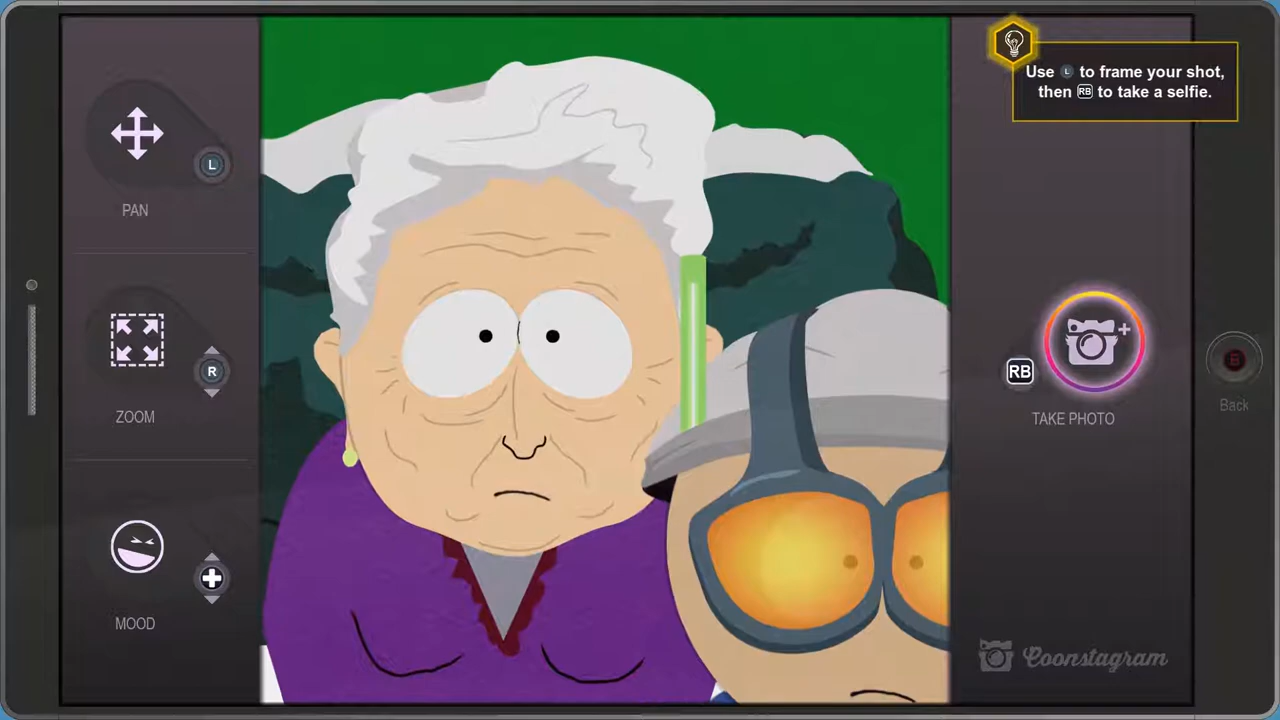 Use L to frame your shot,
then RB to take a selfie.
L
PAN
R
ZOOM
MOOD
RB
TAKE PHOTO
B
Back
Coonstagram